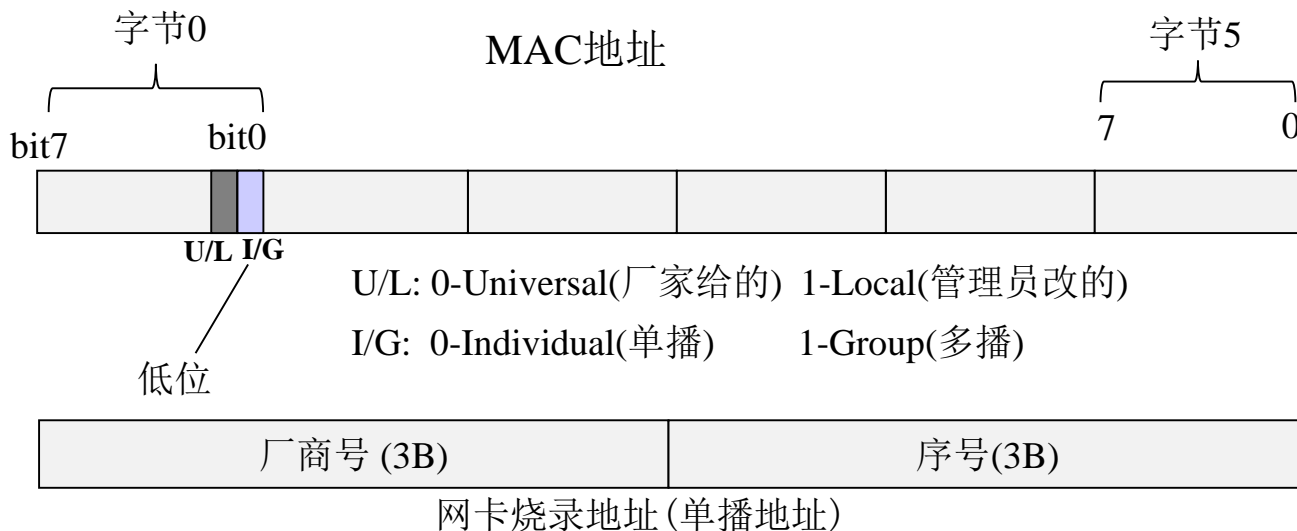 字节0
MAC地址
字节5
bit7
bit0
7
0
U/L I/G
U/L: 0-Universal(厂家给的) 1-Local(管理员改的)
I/G: 0-Individual(单播) 1-Group(多播)
低位
厂商号 (3B)
序号(3B)
网卡烧录地址(单播地址)